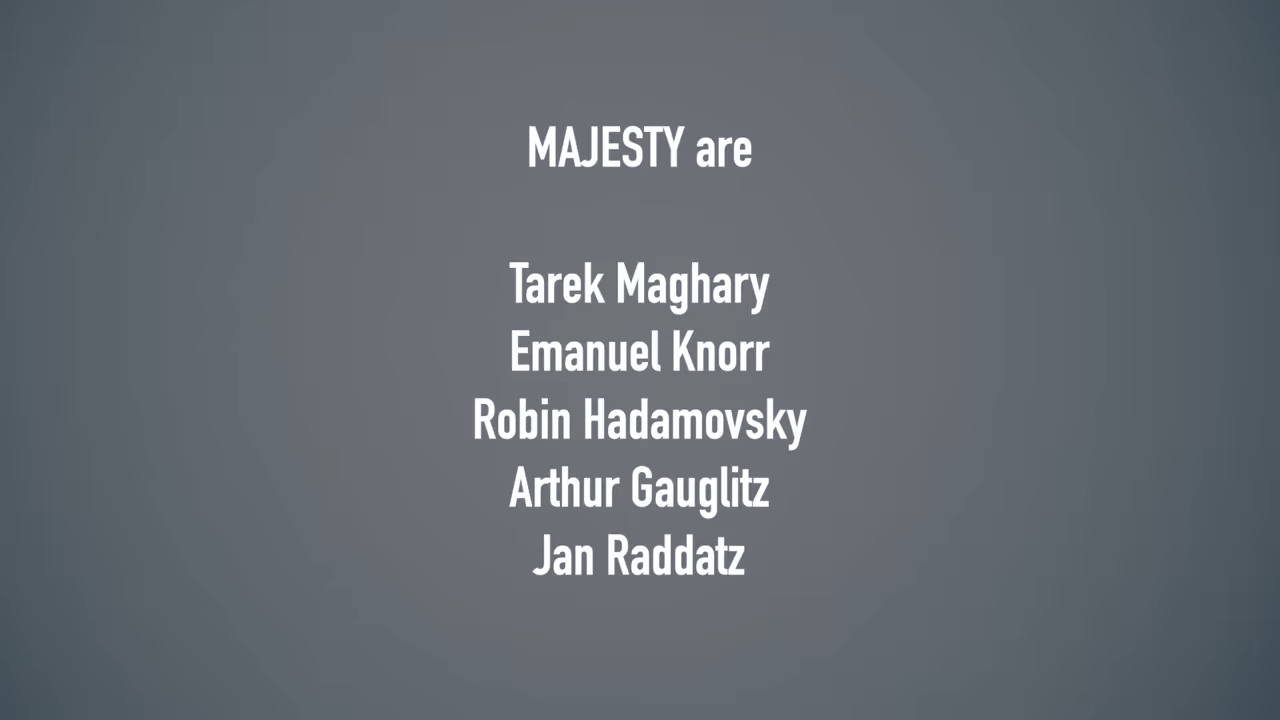 MAJESTY are
Tarek Maghary
Emanuel Knorr
Robin Hadamovsky
Arthur Gauglitz
Jan Raddatz